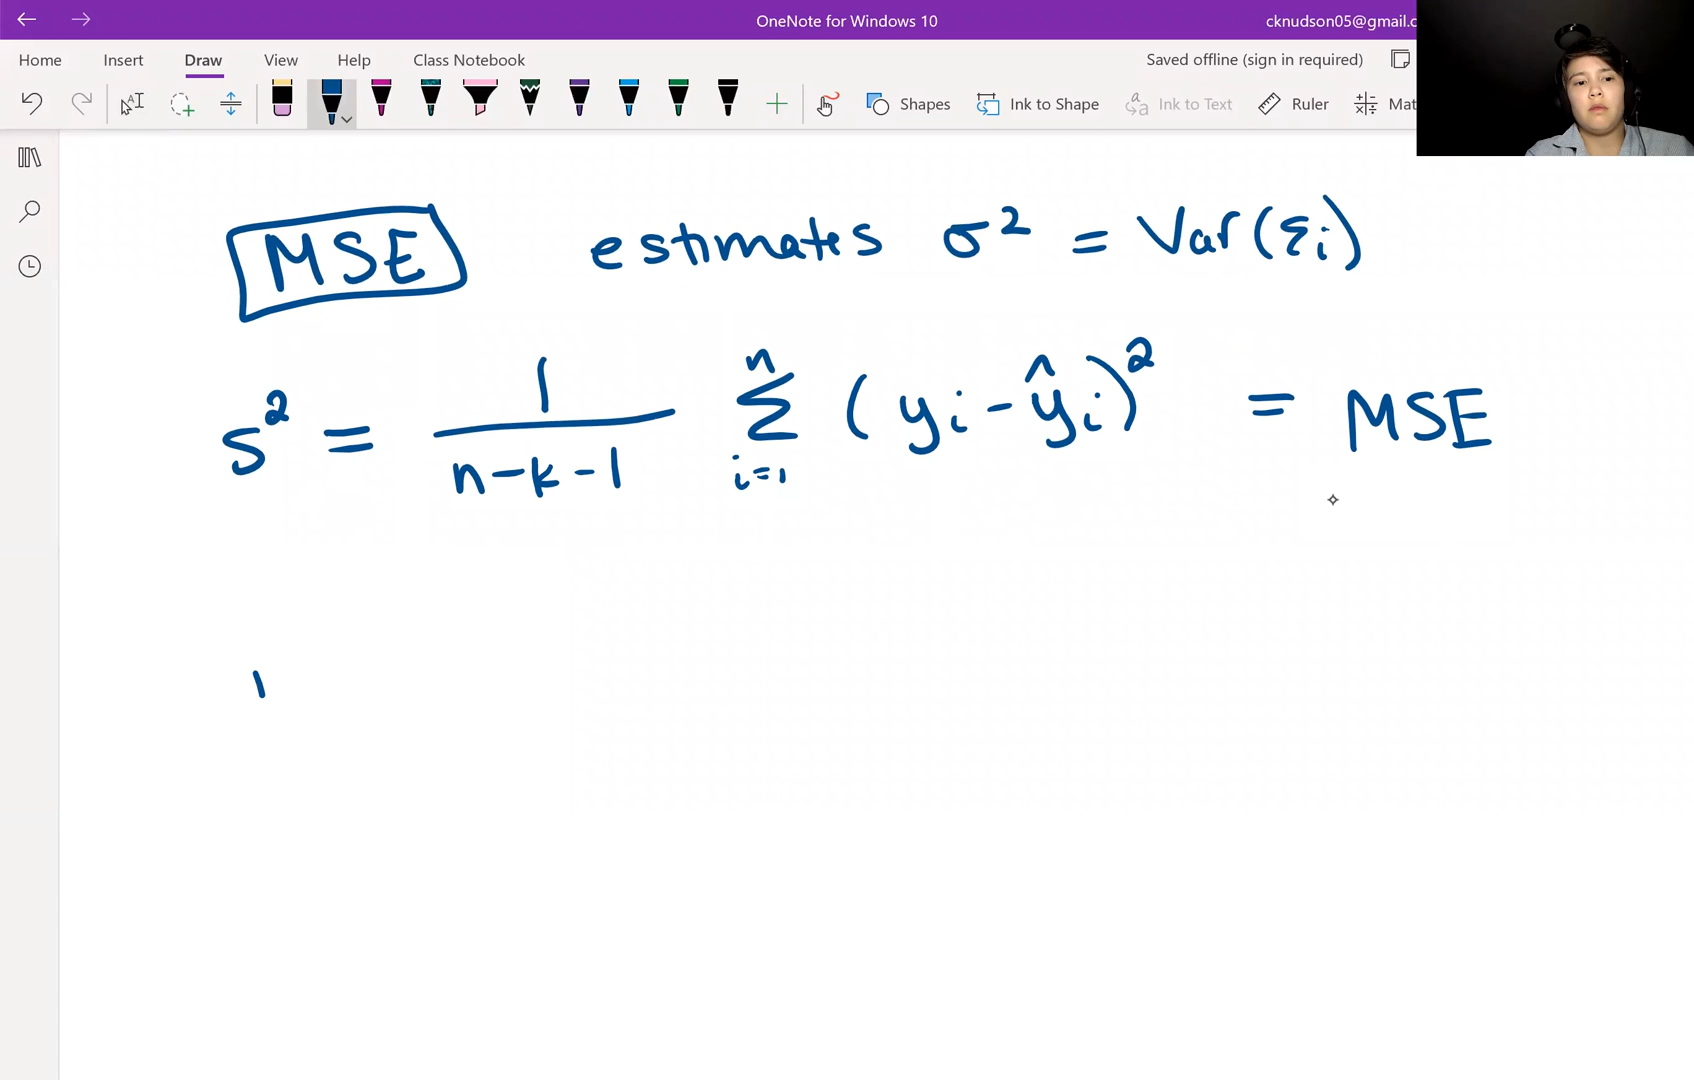 OneNote for Windows 10
cknudson05@gmail.c
Home Insert Draw View Help Class Notebook Saved offline (sign in required)
Shapes Ink to Shape Ink to Text Ruler Mat
MSE estimates σ² = Var(εi)
s² = 1/(n-k-1) n Σ i=1 (yi - ŷi)² = MSE